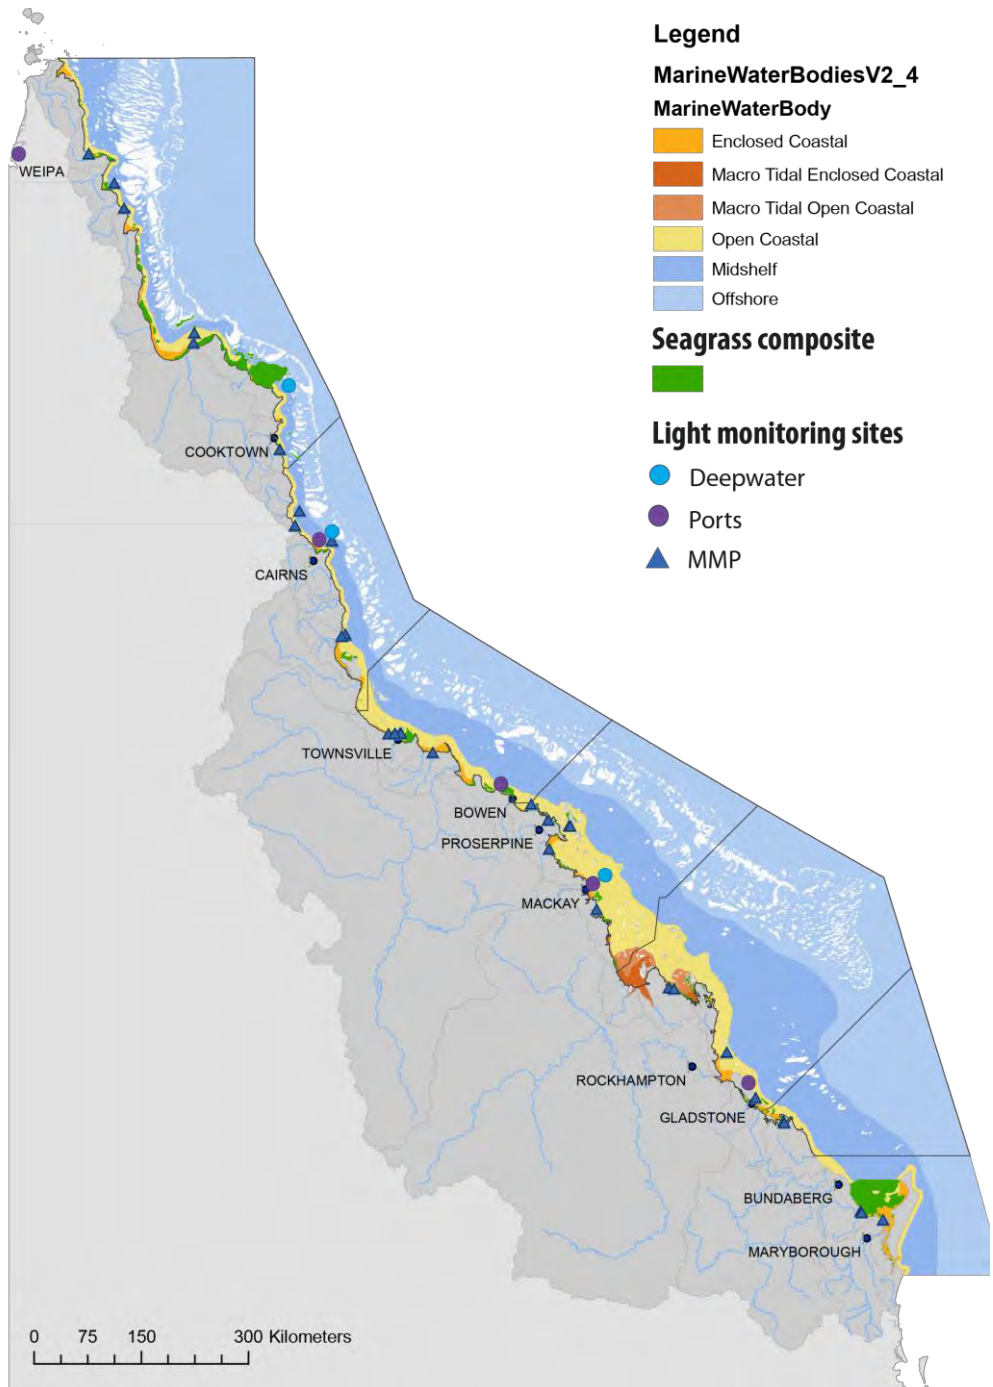 Legend
MarineWaterBodiesV2_4
MarineWaterBody
Enclosed Coastal
Macro Tidal Enclosed Coastal
Macro Tidal Open Coastal
Open Coastal
Midshelf
Offshore
Seagrass composite
Light monitoring sites
Deepwater
Ports
MMP
WEIPA
COOKTOWN
CAIRNS
TOWNSVILLE
BOWEN
PROSERPINE
MACKAY
ROCKHAMPTON
GLADSTONE
BUNDABERG
MARYBOROUGH
0 75 150 300 Kilometers